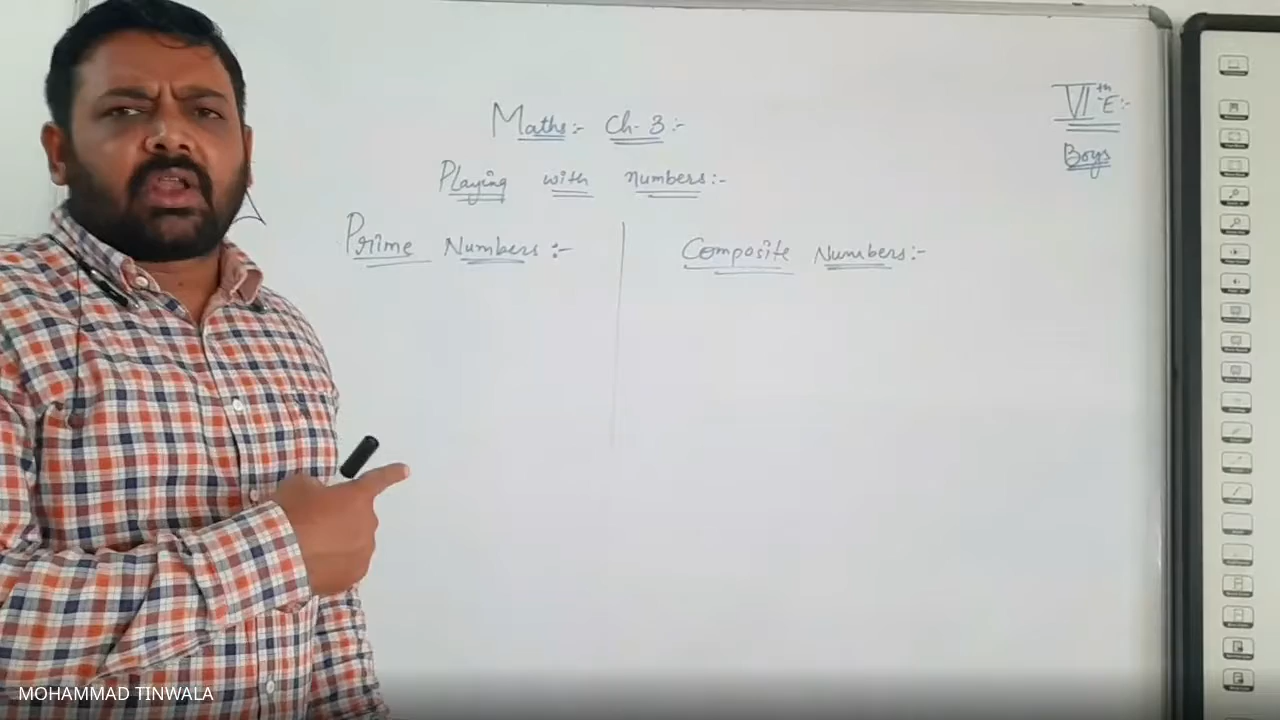 Maths:- Ch-3:-
VIth-E:-
Boys
Playing with numbers:-
Prime Numbers:-
Composite Numbers:-
MOHAMMAD TINWALA